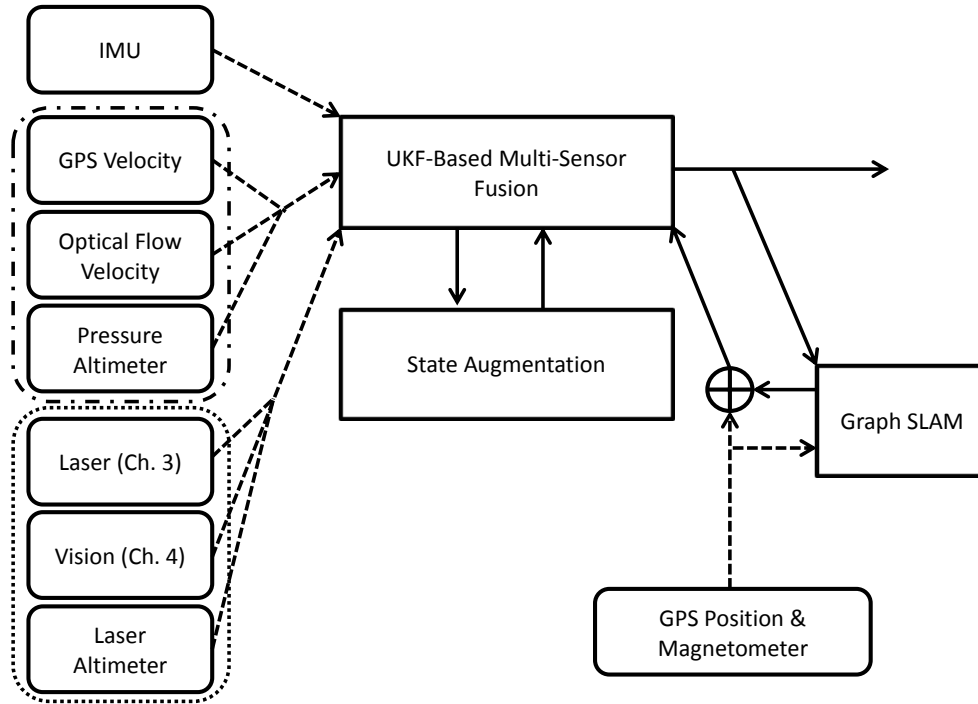 IMU
GPS Velocity
Optical Flow
Velocity
Pressure
Altimeter
Laser (Ch. 3)
Vision (Ch. 4)
Laser
Altimeter
UKF-Based Multi-Sensor
Fusion
State Augmentation
Graph SLAM
GPS Position &
Magnetometer